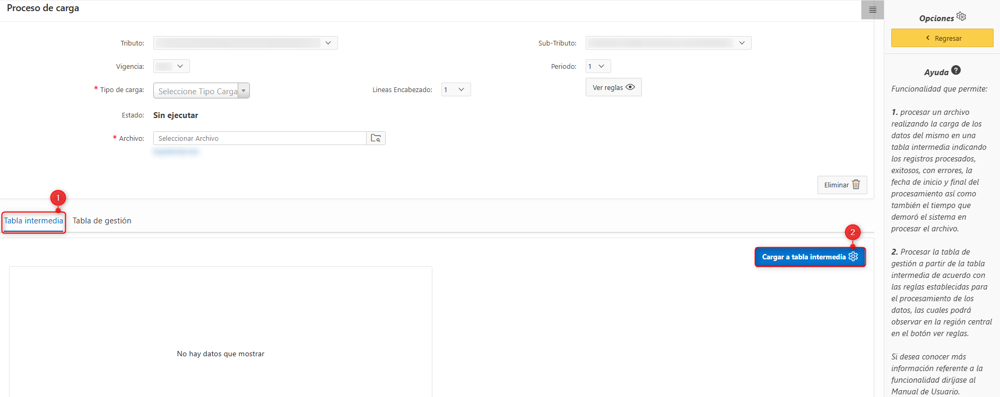 Proceso de carga
Tributo:
Sub-Tributo:
Vigencia:
Periodo:
1
* Tipo de carga:
Seleccione Tipo Carga
Lineas Encabezado:
1
Ver reglas
Estado:
Sin ejecutar
* Archivo:
Seleccionar Archivo
Eliminar
1
Tabla intermedia
Tabla de gestión
2
Cargar a tabla intermedia
No hay datos que mostrar
Opciones
Regresar
Ayuda ?
Funcionalidad que permite:
1. procesar un archivo
realizando la carga de los
datos del mismo en una
tabla intermedia indicando
los registros procesados,
exitosos, con errores, la
fecha de inicio y final del
procesamiento así como
también el tiempo que
demoró el sistema en
procesar el archivo.
2. Procesar la tabla de
gestión a partir de la tabla
intermedia de acuerdo con
las reglas establecidas para
el procesamiento de los
datos, las cuales podrá
observar en la región central
en el botón ver reglas.
Si desea conocer más
información referente a la
funcionalidad diríjase al
Manual de Usuario.